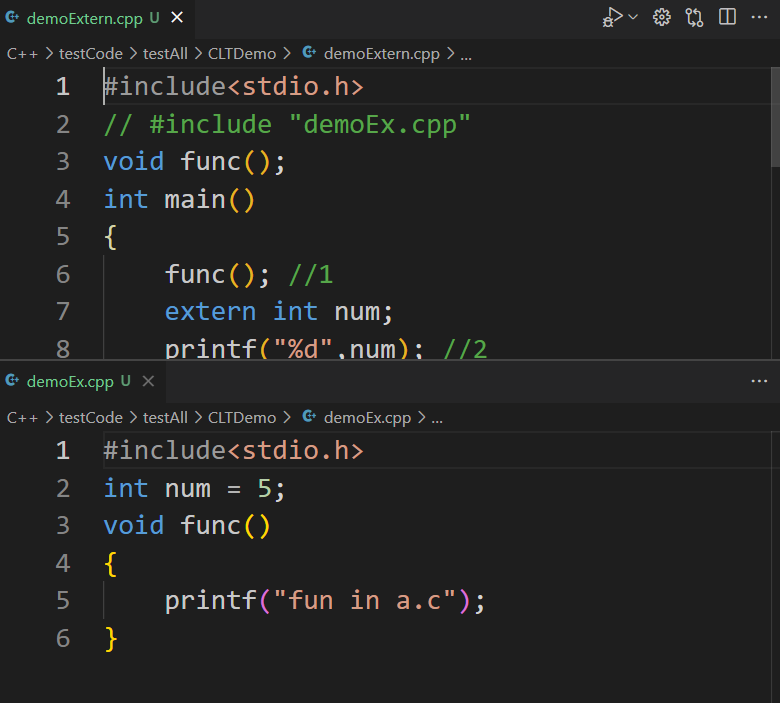 demoExtern.cpp U
C++ > testCode > testAll > CLTDemo > demoExtern.cpp > ...
1 #include<stdio.h>
2 // #include "demoEx.cpp"
3 void func();
4 int main()
5 {
6 func(); //1
7 extern int num;
8 printf("%d",num); //2
demoEx.cpp U
C++ > testCode > testAll > CLTDemo > demoEx.cpp > ...
1 #include<stdio.h>
2 int num = 5;
3 void func()
4 {
5 printf("fun in a.c");
6 }